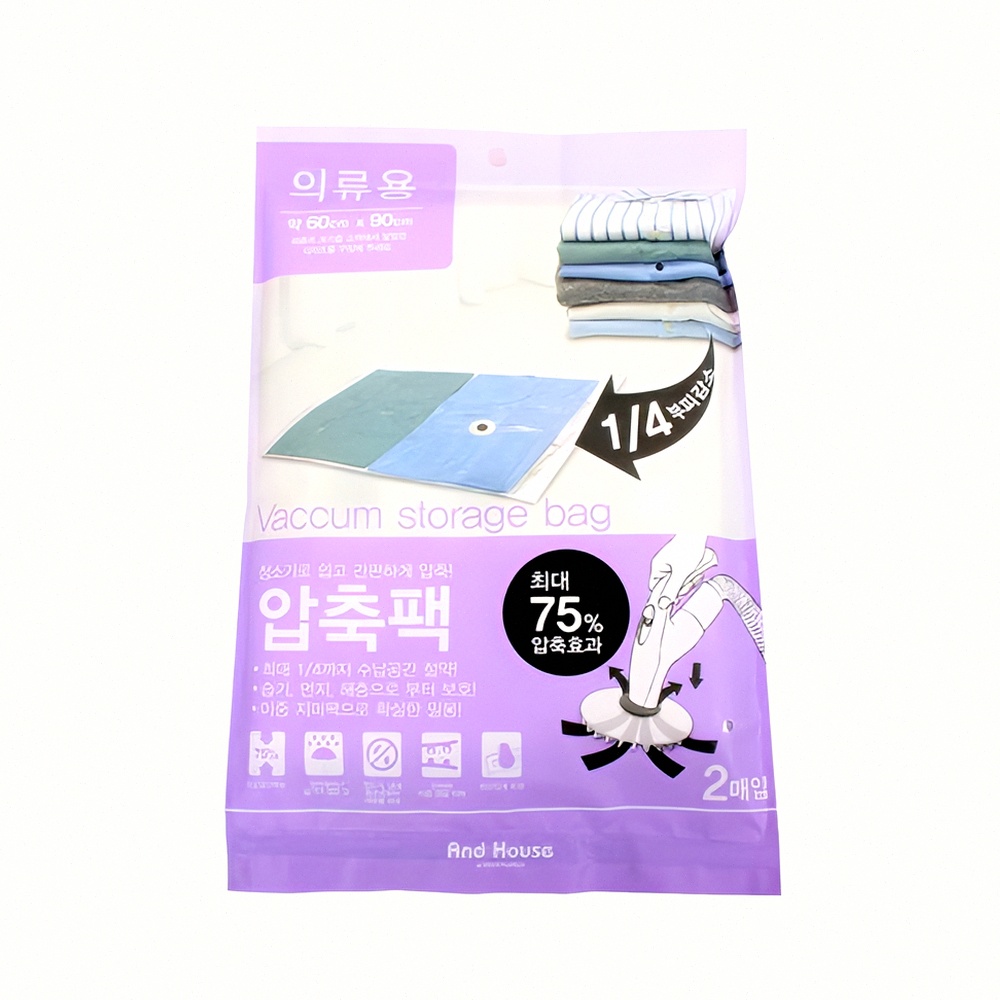 의류용
약 60cm x 90cm
1/4 부피감소
Vaccum storage bag
청소기로 쉽고 간편하게 압축!
압축팩
최대
75%
압축효과
• 최대 1/4까지 수납공간 절약!
• 습기, 먼지, 해충으로 부터 보호!
• 이중 지퍼락으로 확실한 밀봉!
2매입
And House